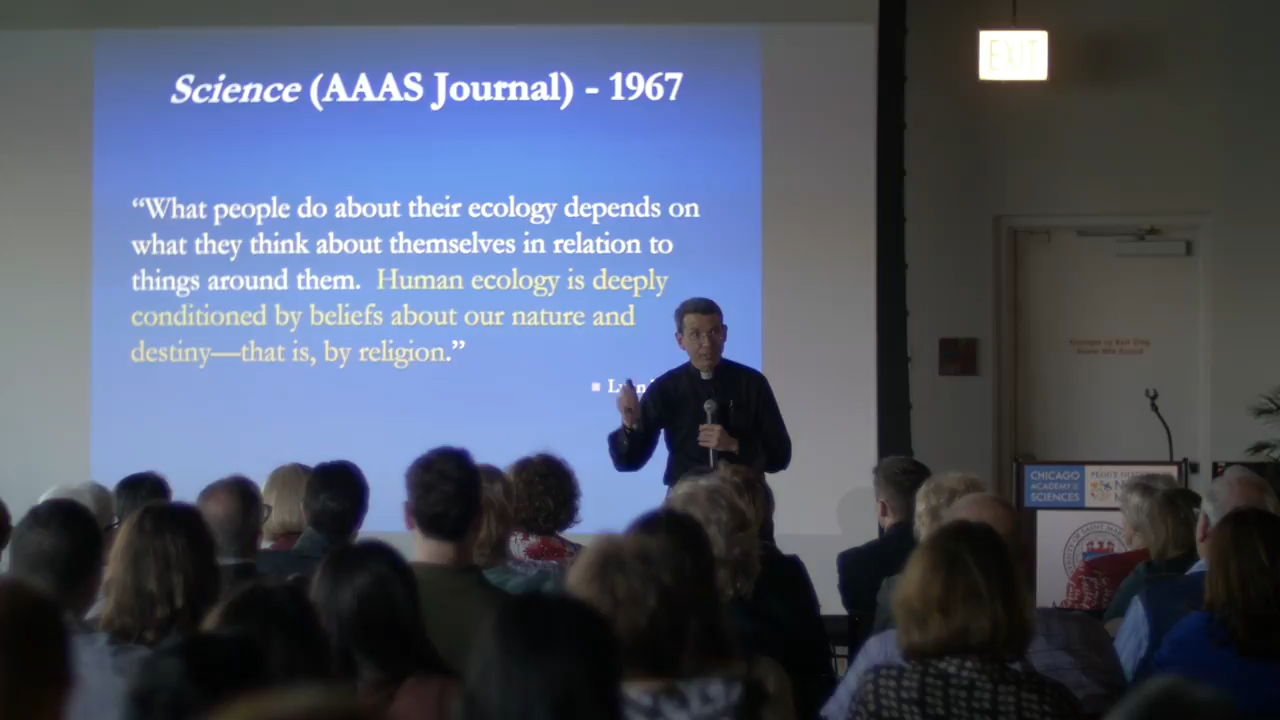 Science (AAAS Journal) - 1967
EXIT
“What people do about their ecology depends on
what they think about themselves in relation to
things around them. Human ecology is deeply
conditioned by beliefs about our nature and
destiny—that is, by religion.”
CHICAGO
ACADEMY OF
SCIENCES